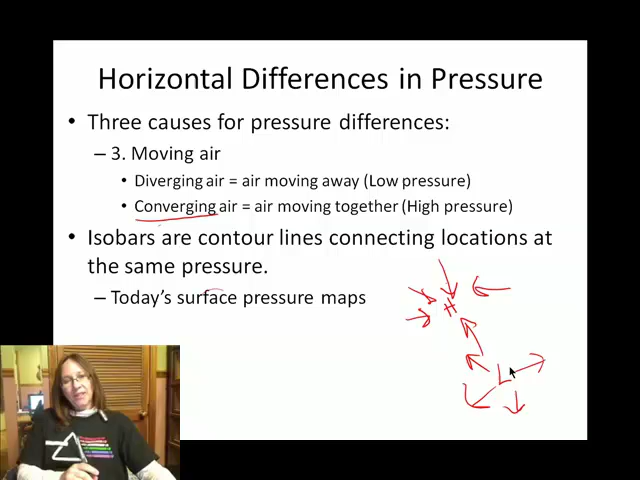 Horizontal Differences in Pressure
• Three causes for pressure differences:
– 3. Moving air
• Diverging air = air moving away (Low pressure)
• Converging air = air moving together (High pressure)
• Isobars are contour lines connecting locations at
the same pressure.
– Today's surface pressure maps
H
L